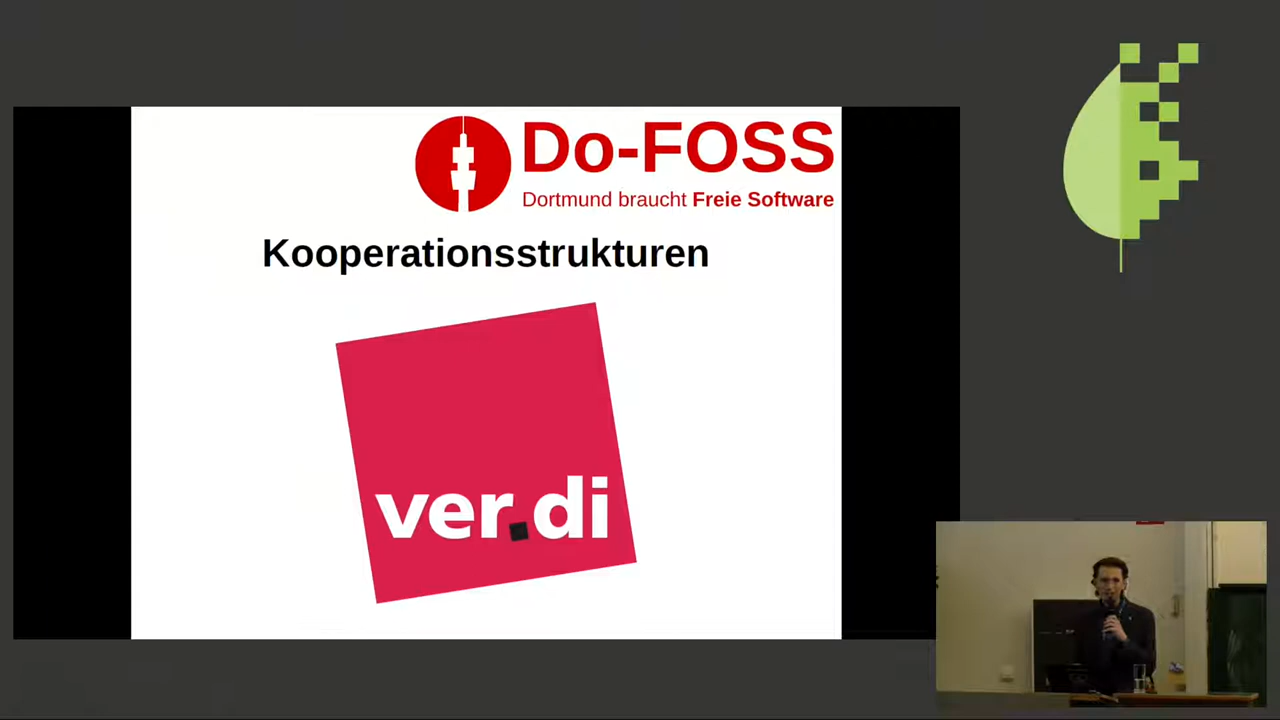 Do-FOSS
Dortmund braucht Freie Software
Kooperationsstrukturen
ver.di